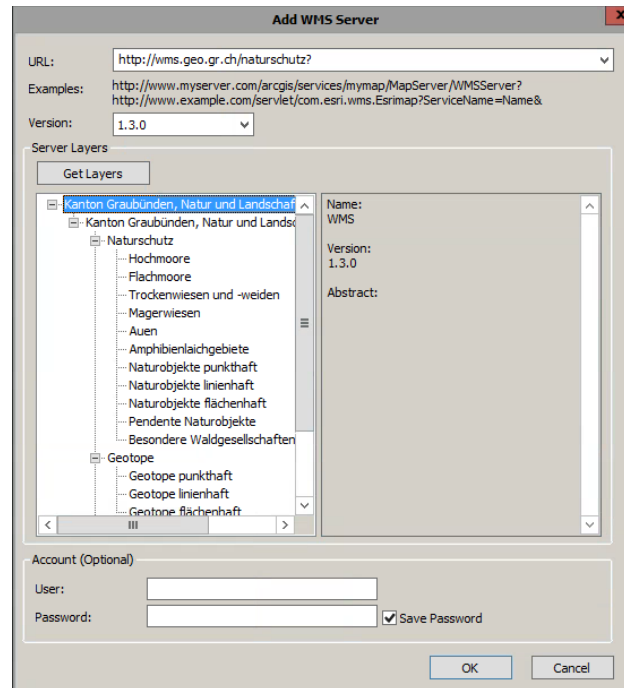 Add WMS Server
x
URL:
http://wms.geo.gr.ch/naturschutz?
Examples:
http://www.myserver.com/arcgis/services/mymap/MapServer/WMSServer?
http://www.example.com/servlet/com.esri.wms.Esrimap?ServiceName=Name&
Version:
1.3.0
Server Layers
Get Layers
Kanton Graubünden, Natur und Landschaf
Kanton Graubünden, Natur und Landsc
Naturschutz
Hochmoore
Flachmoore
Trockenwiesen und -weiden
Magerwiesen
Auen
Amphibienlaichgebiete
Naturobjekte punkthaft
Naturobjekte linienhaft
Naturobjekte flächenhaft
Pendente Naturobjekte
Besondere Waldgesellschaften
Geotope
Geotope punkthaft
Geotope linienhaft
Geotope flächenhaft
Name:
WMS
Version:
1.3.0
Abstract:
Account (Optional)
User:
Password:
Save Password
OK
Cancel